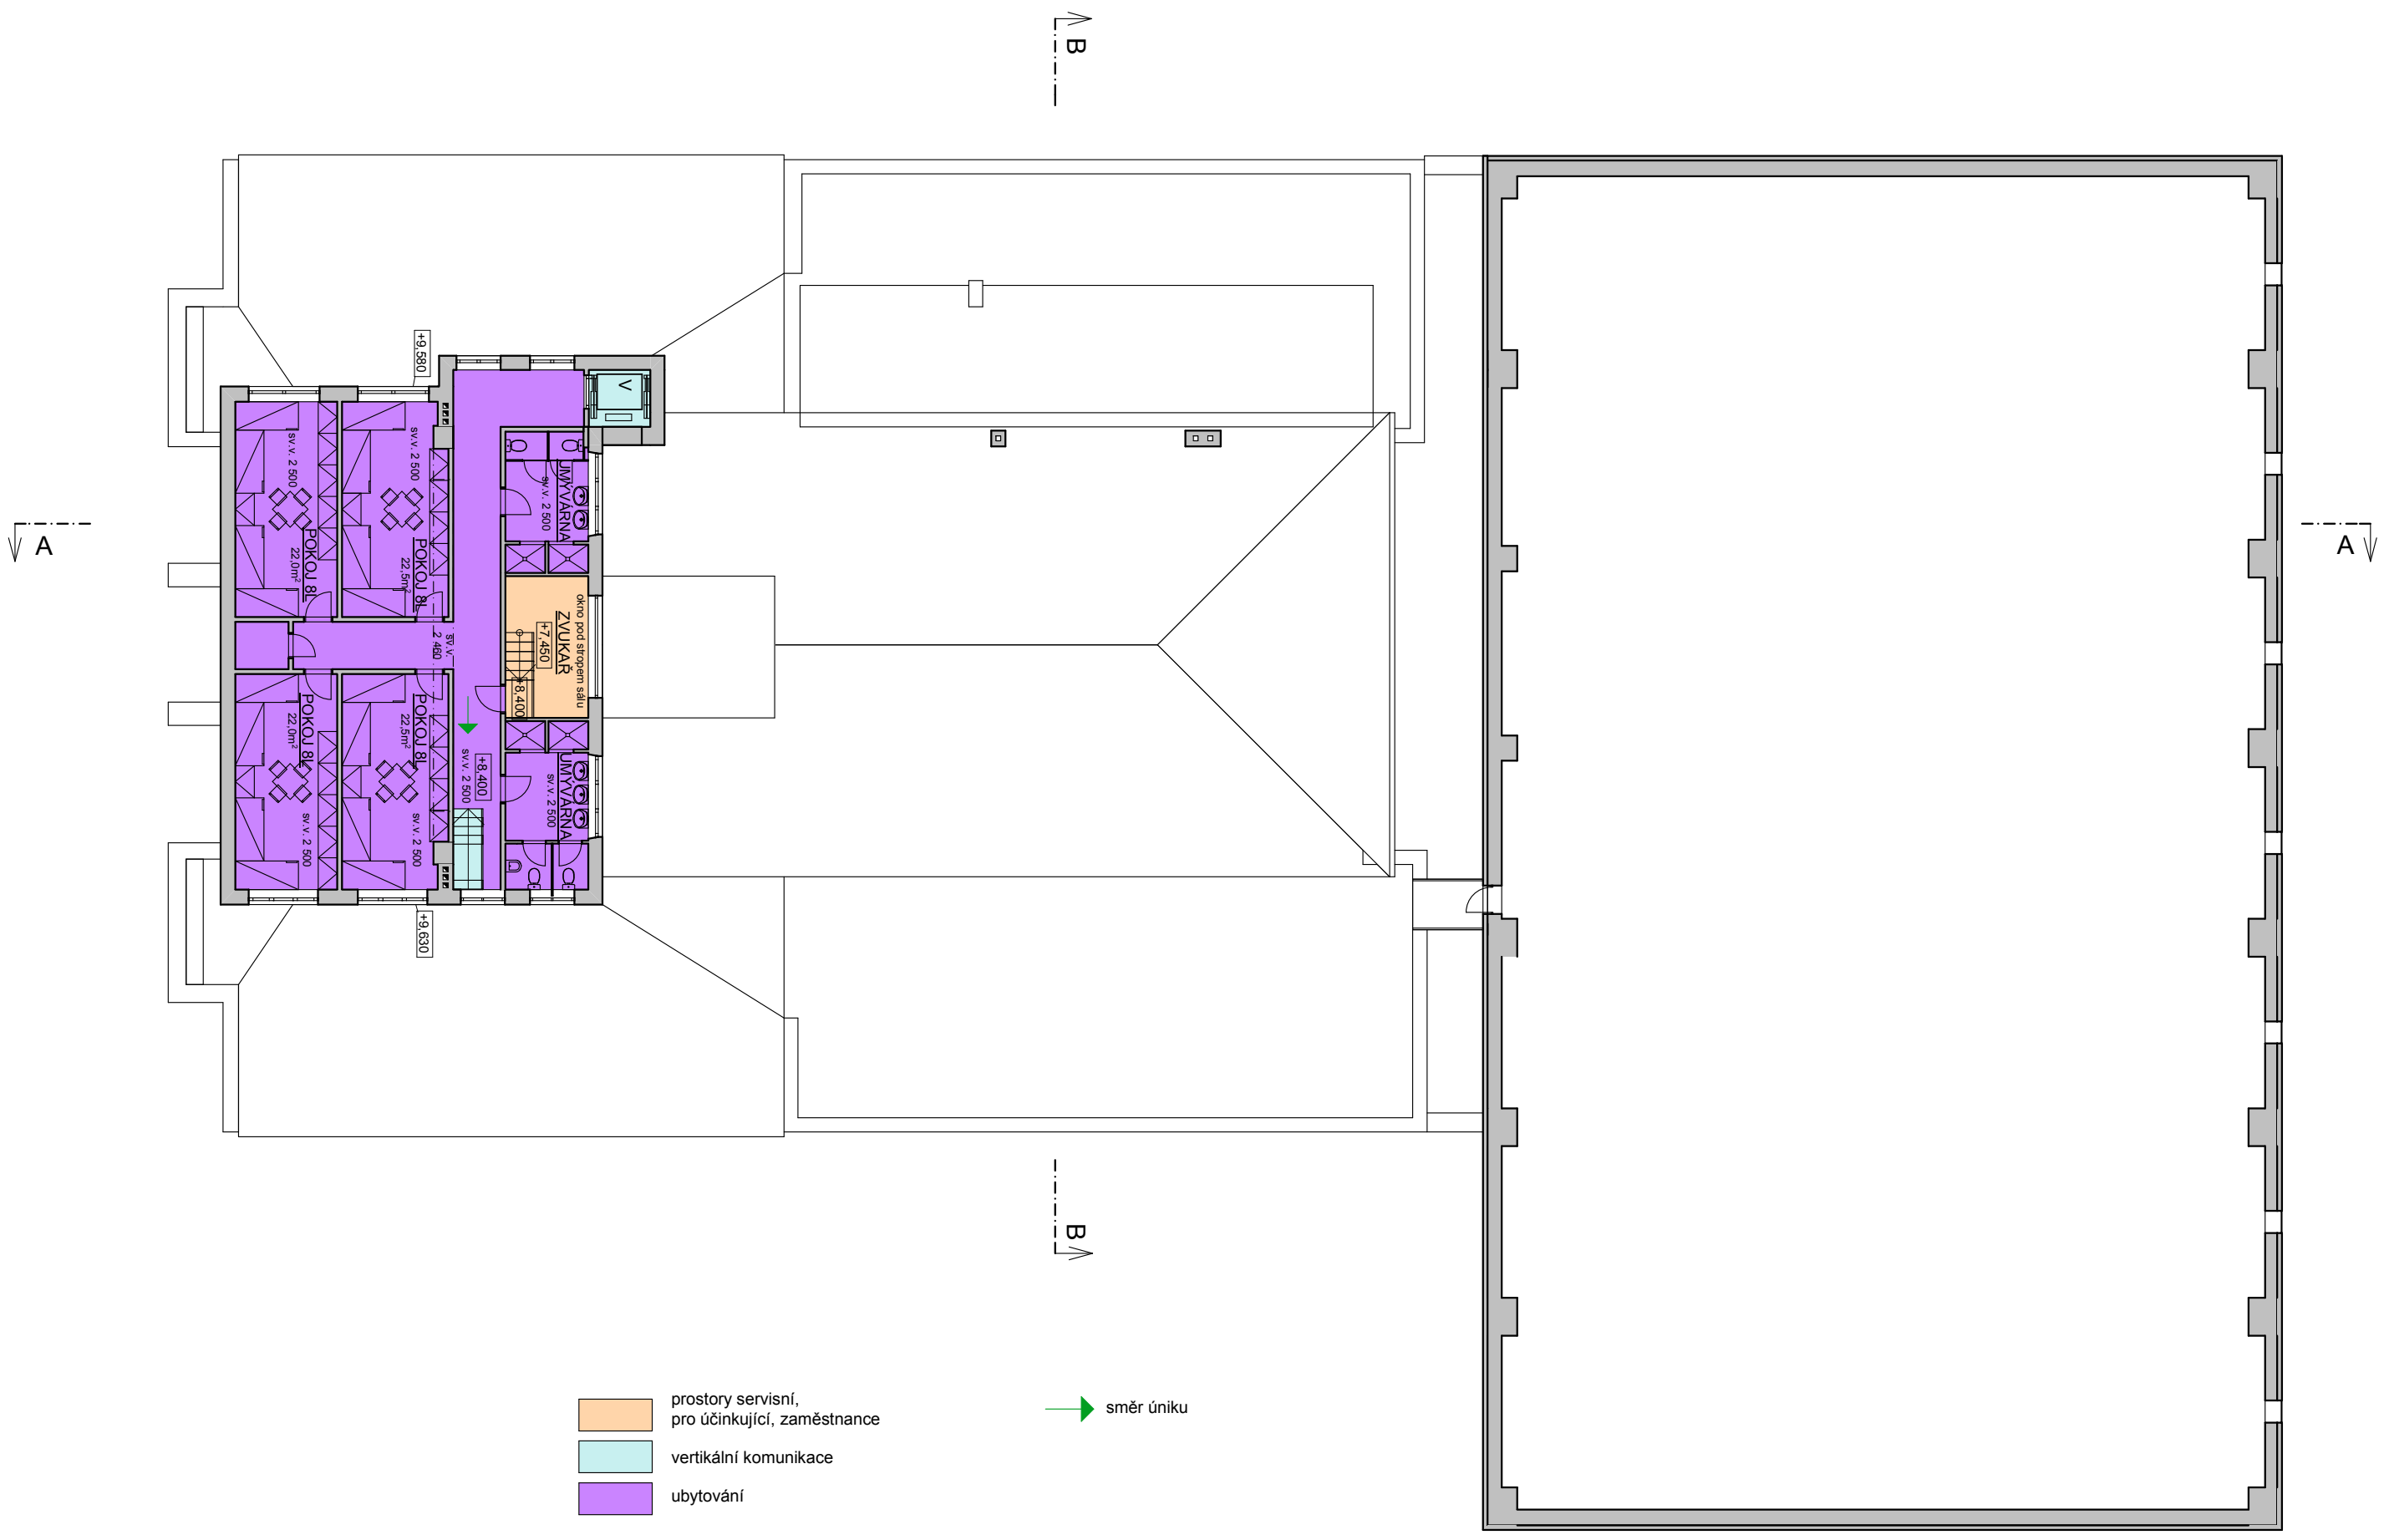 B
+9,580
V
sv.v. 2 500
POKOJ 8L
22,0m²
sv.v. 2 500
POKOJ 8L
22,5m²
UMÝVÁRNA
sv.v. 2 500
A
A
okno pod stropem sálu
ZVUKAŘ
+7,450
+8,400
sv.v.
2 460
POKOJ 8L
22,0m²
sv.v. 2 500
POKOJ 8L
22,5m²
sv.v. 2 500
+8,400
sv.v. 2 500
UMÝVÁRNA
sv.v. 2 500
+9,630
B
prostory servisní,
pro účinkující, zaměstnance
vertikální komunikace
ubytování
směr úniku